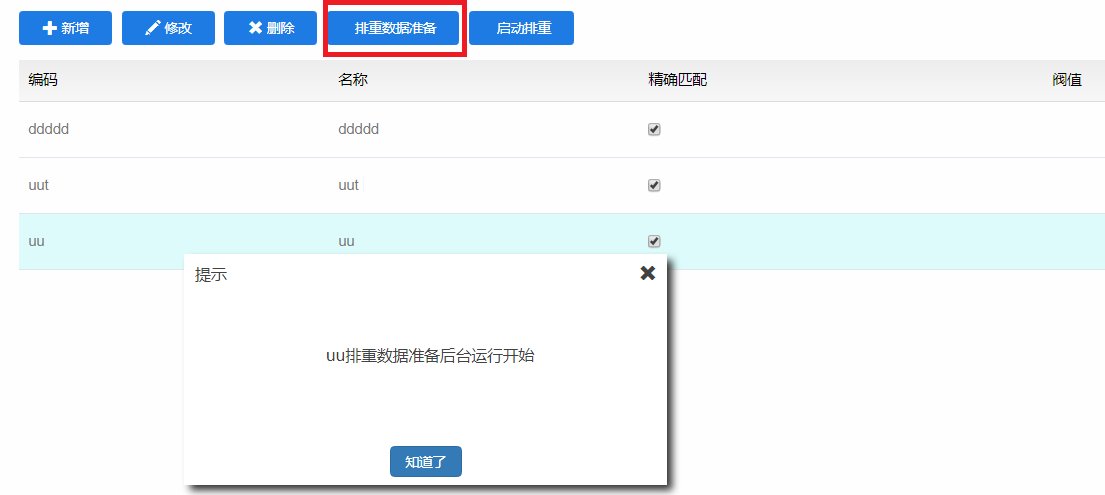 新增 修改 删除 排重数据准备 启动排重
编码 名称 精确匹配 阀值
ddddd ddddd
uut uut
uu uu
提示
uu排重数据准备后台运行开始
知道了